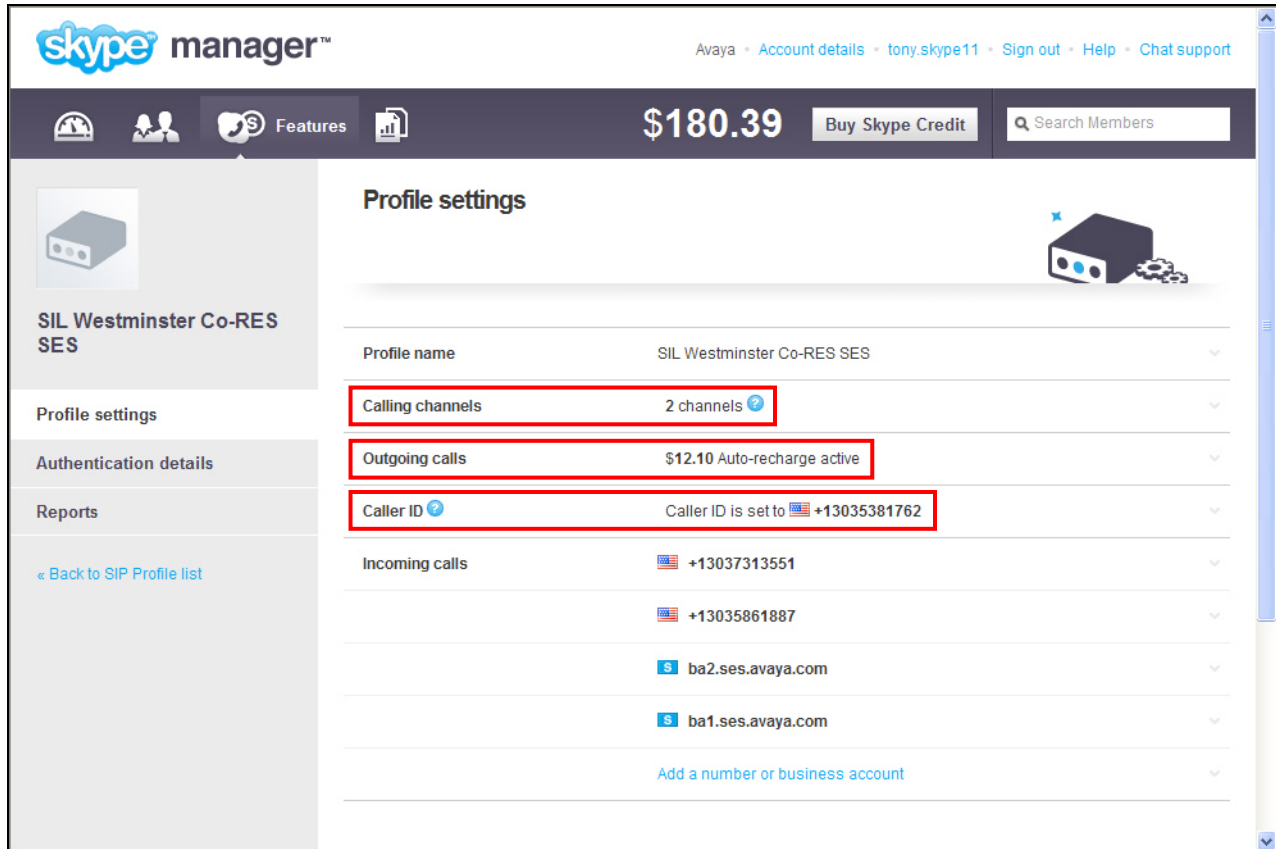 skype manager™
Avaya • Account details • tony.skype11 • Sign out • Help • Chat support
Features
$180.39
Buy Skype Credit
Search Members
SIL Westminster Co-RES
SES
Profile settings
Authentication details
Reports
« Back to SIP Profile list
Profile settings
Profile name SIL Westminster Co-RES SES
Calling channels 2 channels ?
Outgoing calls $12.10 Auto-recharge active
Caller ID ? Caller ID is set to +13035381762
Incoming calls +13037313551
+13035861887
S ba2.ses.avaya.com
S ba1.ses.avaya.com
Add a number or business account